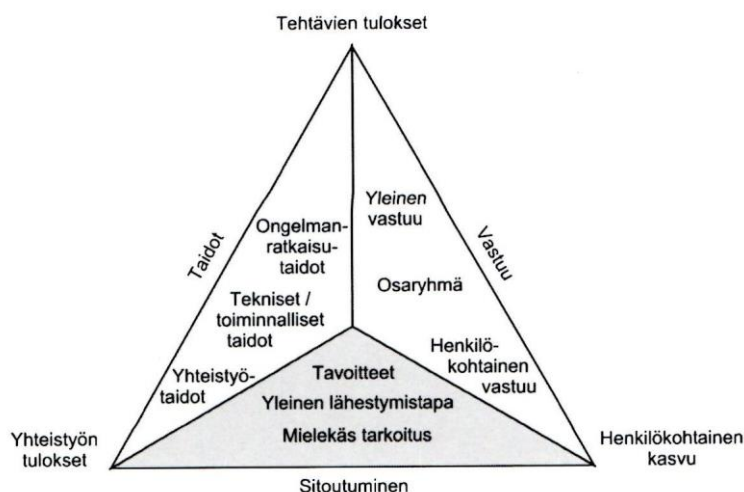 Tehtävien tulokset
Taidot
Ongelman-
ratkaisu-
taidot
Tekniset /
toiminnalliset
taidot
Yhteistyö-
taidot
Yleinen
vastuu
Osaryhmä
Henkilö-
kohtainen
vastuu
Vastuu
Tavoitteet
Yleinen lähestymistapa
Mielekäs tarkoitus
Yhteistyön
tulokset
Henkilökohtainen
kasvu
Sitoutuminen